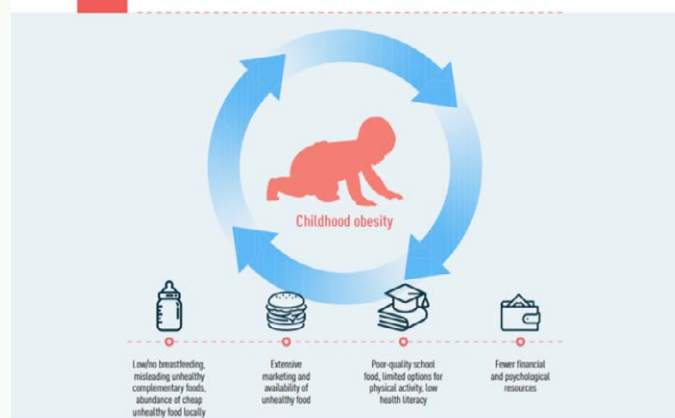 Childhood obesity
Low/no breastfeeding,
misleading unhealthy
complementary foods,
abundance of cheap
unhealthy food locally
Extensive
marketing and
availability of
unhealthy food
Poor-quality school
food, limited options for
physical activity, low
health literacy
Fewer financial
and psychological
resources